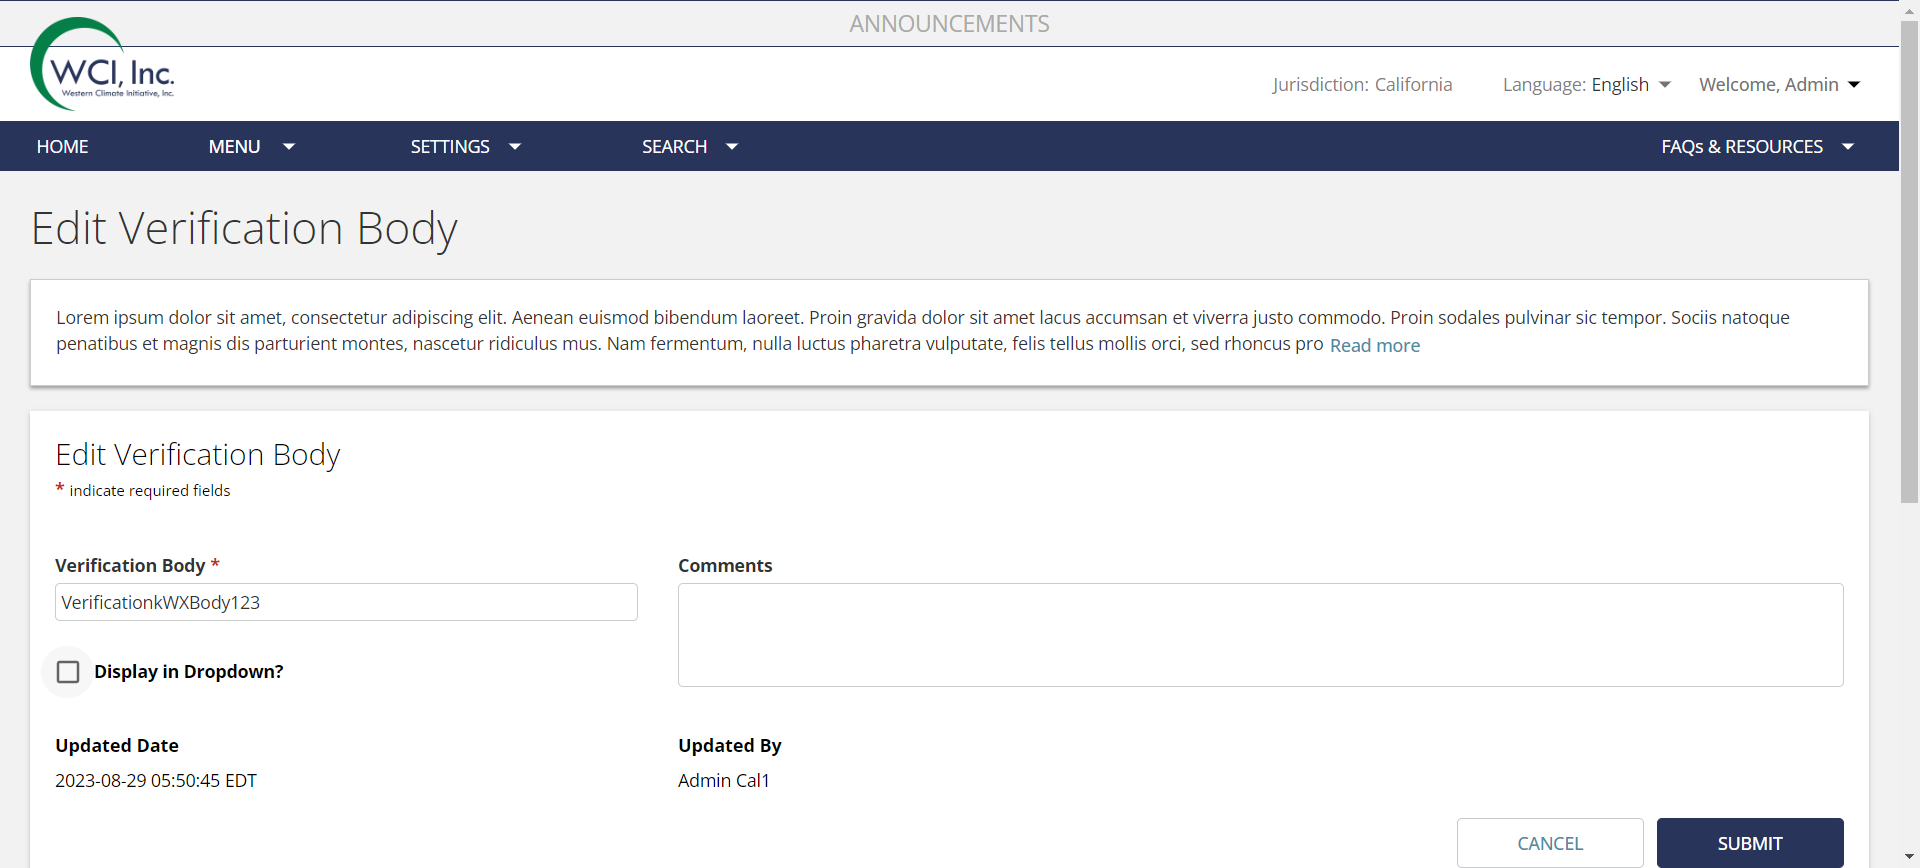 ANNOUNCEMENTS
WCI, Inc.
Western Climate Initiative, Inc.
Jurisdiction: California
Language: English
Welcome, Admin
HOME
MENU
SETTINGS
SEARCH
FAQs & RESOURCES
Edit Verification Body
Lorem ipsum dolor sit amet, consectetur adipiscing elit. Aenean euismod bibendum laoreet. Proin gravida dolor sit amet lacus accumsan et viverra justo commodo. Proin sodales pulvinar sic tempor. Sociis natoque
penatibus et magnis dis parturient montes, nascetur ridiculus mus. Nam fermentum, nulla luctus pharetra vulputate, felis tellus mollis orci, sed rhoncus pro Read more
Edit Verification Body
* indicate required fields
Verification Body *
VerificationkWXBody123
Comments
Display in Dropdown?
Updated Date
2023-08-29 05:50:45 EDT
Updated By
Admin Cal1
CANCEL
SUBMIT